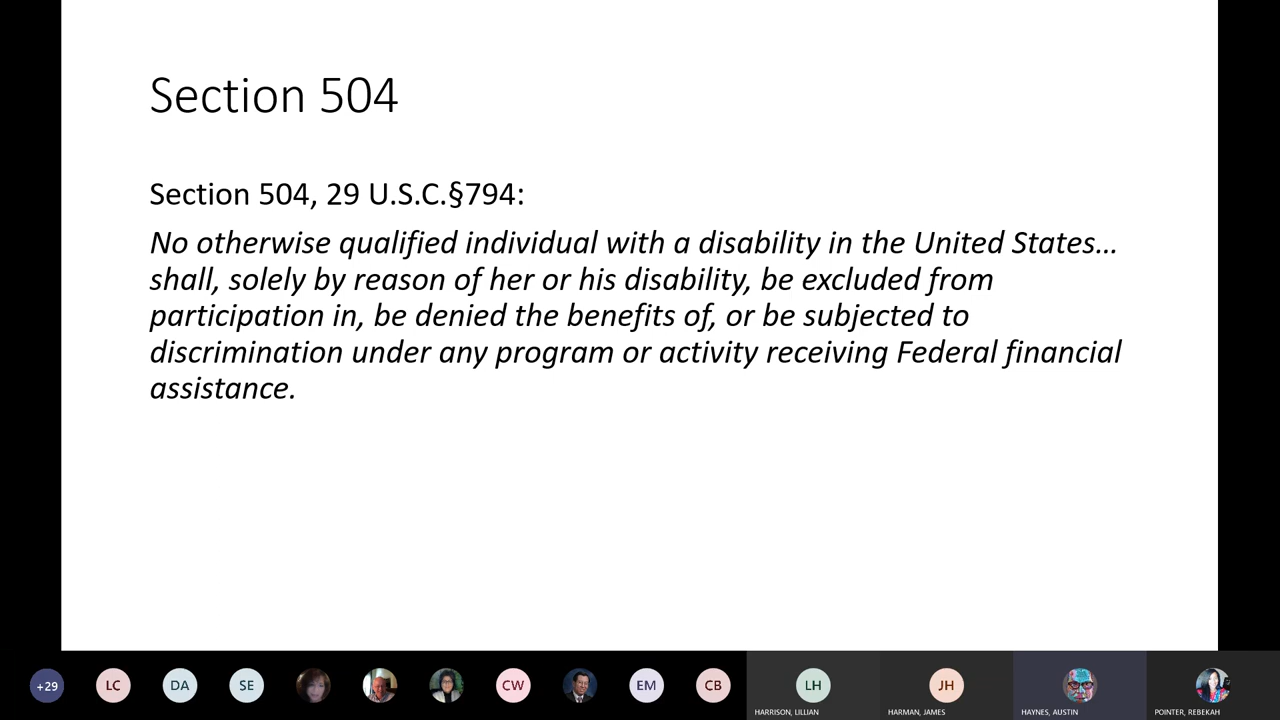 Section 504
Section 504, 29 U.S.C.§794:
No otherwise qualified individual with a disability in the United States…
shall, solely by reason of her or his disability, be excluded from
participation in, be denied the benefits of, or be subjected to
discrimination under any program or activity receiving Federal financial
assistance.
+29 LC DA SE CW EM CB LH JH
HARRISON, LILLIAN HARMAN, JAMES HAYNES, AUSTIN POINTER, REBEKAH